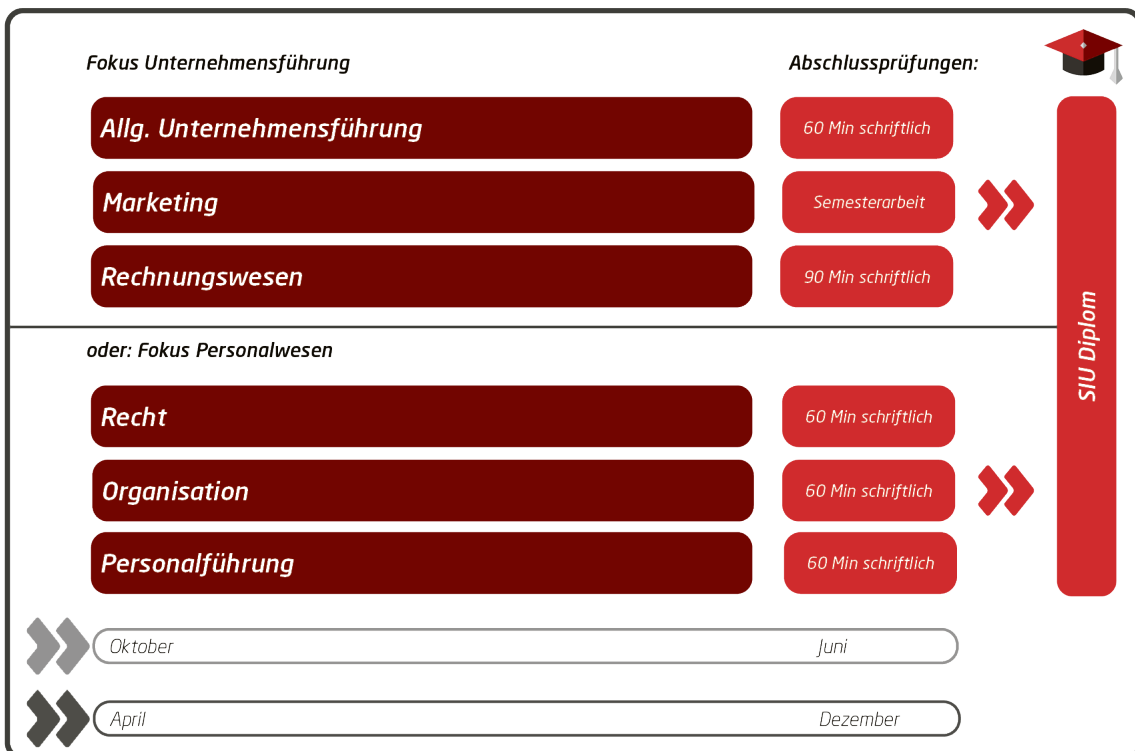 Fokus Unternehmensführung Abschlussprüfungen:
Allg. Unternehmensführung 60 Min schriftlich
Marketing Semesterarbeit
Rechnungswesen 90 Min schriftlich
oder: Fokus Personalwesen
Recht 60 Min schriftlich
Organisation 60 Min schriftlich
Personalführung 60 Min schriftlich
SIU Diplom
Oktober Juni
April Dezember